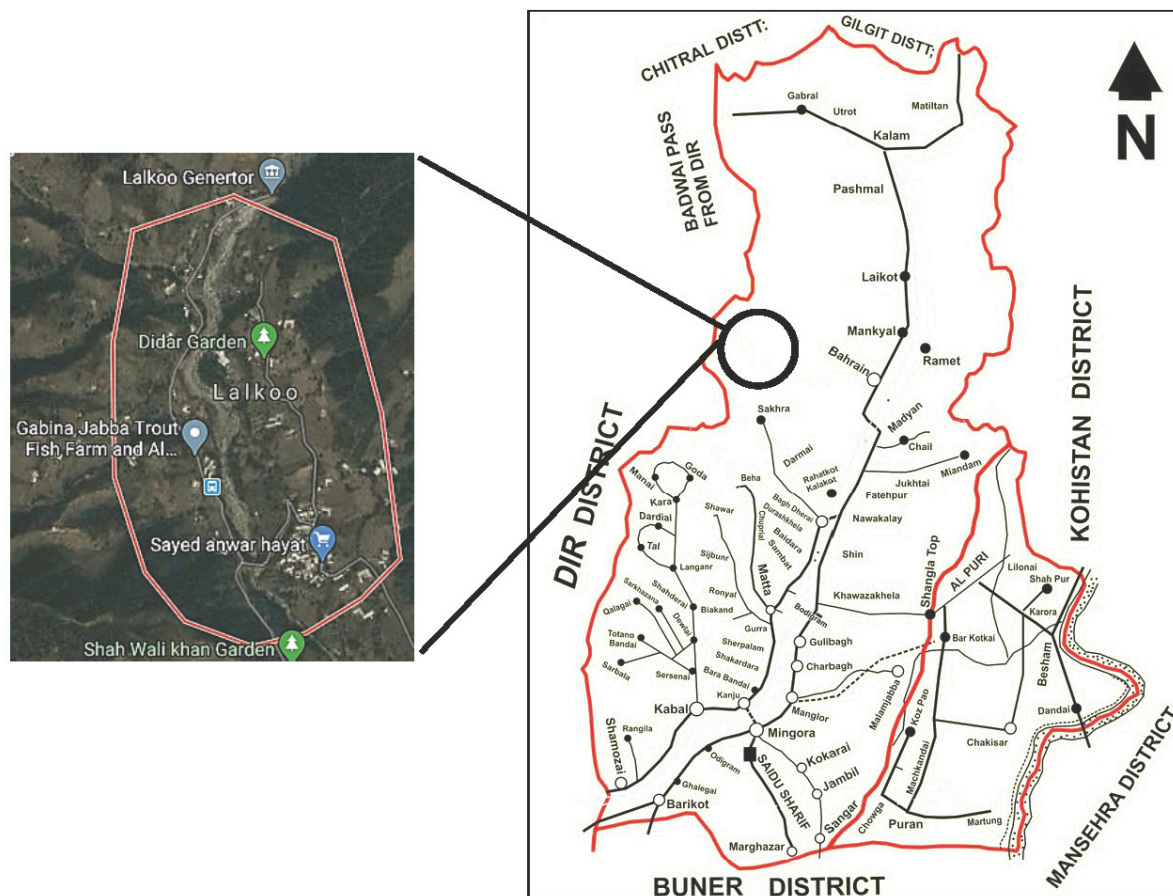 Lalkoo Genertor
Didar Garden
Lalkoo
Gabina Jabba Trout
Fish Farm and Al...
Sayed anwar hayat
Shah Wali khan Garden
CHITRAL DISTT:
GILGIT DISTT;
N
BADWAI PASS
FROM DIR
Gabral
Utrot
Matiltan
Kalam
Pashmal
Laikot
Mankyal
Ramet
Bahrain
KOHISTAN DISTRICT
DIR DISTRICT
Sakhra
Madyan
Chail
Darmai
Miandam
Jukhtai
Rahatkot
Kalakot
Fatehpur
Goda
Manai
Kara
Beha
Shawar
Chuprial
Bagh Dherai
Durashkhela
Baidara
Sambat
Nawakalay
Dardial
Tal
Langanr
Sijbunr
Matta
Shin
Shangla Top
AL PURI
Lilonai
Shah Pur
Karora
Sarkhazana
Qalagai
Shahderai
Dewlai
Ronyal
Biakand
Gurra
Bodigram
Khawazakhela
Totano
Bandai
Sarbala
Sersenai
Sherpalam
Shakardara
Bara Bandai
Kanju
Gulibagh
Charbagh
Bar Kotkai
Besham
Kabal
Manglor
Malamjabba
Koz Pao
Dandai
Rangila
Shamozai
Mingora
Chakisar
Odigram
Kokarai
Machkandai
Ghalegai
SAIDU SHARIF
Jambil
Barikot
Sangar
Chowga
Puran
Martung
Marghazar
MANSEHRA DISTRICT
BUNER DISTRICT